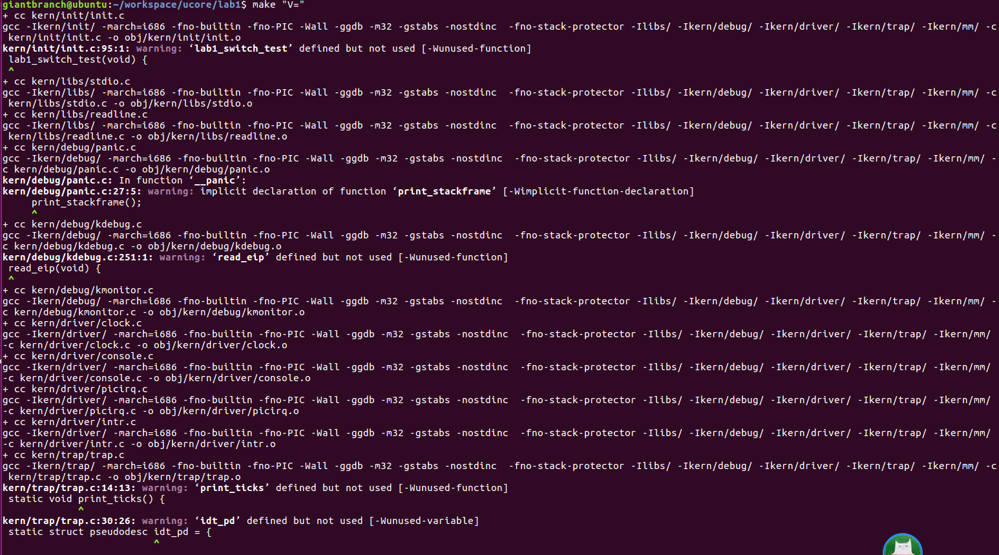 giantbranch@ubuntu:~/workspace/ucore/lab1$ make "V="
+ cc kern/init/init.c
gcc -Ikern/init/ -march=i686 -fno-builtin -fno-PIC -Wall -ggdb -m32 -gstabs -nostdinc  -fno-stack-protector -Ilibs/ -Ikern/debug/ -Ikern/driver/ -Ikern/trap/ -Ikern/mm/ -c
 kern/init/init.c -o obj/kern/init/init.o
kern/init/init.c:95:1: warning: ‘lab1_switch_test’ defined but not used [-Wunused-function]
 lab1_switch_test(void) {
 ^
+ cc kern/libs/stdio.c
gcc -Ikern/libs/ -march=i686 -fno-builtin -fno-PIC -Wall -ggdb -m32 -gstabs -nostdinc  -fno-stack-protector -Ilibs/ -Ikern/debug/ -Ikern/driver/ -Ikern/trap/ -Ikern/mm/ -c
 kern/libs/stdio.c -o obj/kern/libs/stdio.o
+ cc kern/libs/readline.c
gcc -Ikern/libs/ -march=i686 -fno-builtin -fno-PIC -Wall -ggdb -m32 -gstabs -nostdinc  -fno-stack-protector -Ilibs/ -Ikern/debug/ -Ikern/driver/ -Ikern/trap/ -Ikern/mm/ -c
 kern/libs/readline.c -o obj/kern/libs/readline.o
+ cc kern/debug/panic.c
gcc -Ikern/debug/ -march=i686 -fno-builtin -fno-PIC -Wall -ggdb -m32 -gstabs -nostdinc  -fno-stack-protector -Ilibs/ -Ikern/debug/ -Ikern/driver/ -Ikern/trap/ -Ikern/mm/ -
c kern/debug/panic.c -o obj/kern/debug/panic.o
kern/debug/panic.c: In function ‘__panic’:
kern/debug/panic.c:27:5: warning: implicit declaration of function ‘print_stackframe’ [-Wimplicit-function-declaration]
     print_stackframe();
     ^
+ cc kern/debug/kdebug.c
gcc -Ikern/debug/ -march=i686 -fno-builtin -fno-PIC -Wall -ggdb -m32 -gstabs -nostdinc  -fno-stack-protector -Ilibs/ -Ikern/debug/ -Ikern/driver/ -Ikern/trap/ -Ikern/mm/ -
c kern/debug/kdebug.c -o obj/kern/debug/kdebug.o
kern/debug/kdebug.c:251:1: warning: ‘read_eip’ defined but not used [-Wunused-function]
 read_eip(void) {
 ^
+ cc kern/debug/kmonitor.c
gcc -Ikern/debug/ -march=i686 -fno-builtin -fno-PIC -Wall -ggdb -m32 -gstabs -nostdinc  -fno-stack-protector -Ilibs/ -Ikern/debug/ -Ikern/driver/ -Ikern/trap/ -Ikern/mm/ -
c kern/debug/kmonitor.c -o obj/kern/debug/kmonitor.o
+ cc kern/driver/clock.c
gcc -Ikern/driver/ -march=i686 -fno-builtin -fno-PIC -Wall -ggdb -m32 -gstabs -nostdinc  -fno-stack-protector -Ilibs/ -Ikern/debug/ -Ikern/driver/ -Ikern/trap/ -Ikern/mm/
-c kern/driver/clock.c -o obj/kern/driver/clock.o
+ cc kern/driver/console.c
gcc -Ikern/driver/ -march=i686 -fno-builtin -fno-PIC -Wall -ggdb -m32 -gstabs -nostdinc  -fno-stack-protector -Ilibs/ -Ikern/debug/ -Ikern/driver/ -Ikern/trap/ -Ikern/mm/
-c kern/driver/console.c -o obj/kern/driver/console.o
+ cc kern/driver/picirq.c
gcc -Ikern/driver/ -march=i686 -fno-builtin -fno-PIC -Wall -ggdb -m32 -gstabs -nostdinc  -fno-stack-protector -Ilibs/ -Ikern/debug/ -Ikern/driver/ -Ikern/trap/ -Ikern/mm/
-c kern/driver/picirq.c -o obj/kern/driver/picirq.o
+ cc kern/driver/intr.c
gcc -Ikern/driver/ -march=i686 -fno-builtin -fno-PIC -Wall -ggdb -m32 -gstabs -nostdinc  -fno-stack-protector -Ilibs/ -Ikern/debug/ -Ikern/driver/ -Ikern/trap/ -Ikern/mm/
-c kern/driver/intr.c -o obj/kern/driver/intr.o
+ cc kern/trap/trap.c
gcc -Ikern/trap/ -march=i686 -fno-builtin -fno-PIC -Wall -ggdb -m32 -gstabs -nostdinc  -fno-stack-protector -Ilibs/ -Ikern/debug/ -Ikern/driver/ -Ikern/trap/ -Ikern/mm/ -c
 kern/trap/trap.c -o obj/kern/trap/trap.o
kern/trap/trap.c:14:13: warning: ‘print_ticks’ defined but not used [-Wunused-function]
 static void print_ticks() {
             ^
kern/trap/trap.c:30:26: warning: ‘idt_pd’ defined but not used [-Wunused-variable]
 static struct pseudodesc idt_pd = {
                          ^